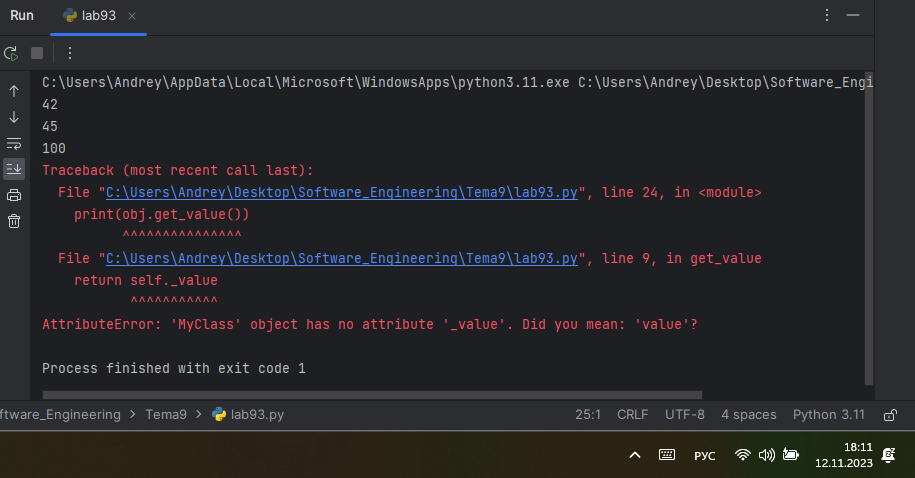 Run lab93
C:\Users\Andrey\AppData\Local\Microsoft\WindowsApps\python3.11.exe C:\Users\Andrey\Desktop\Software_Engi
42
45
100
Traceback (most recent call last):
File "C:\Users\Andrey\Desktop\Software_Engineering\Tema9\lab93.py", line 24, in <module>
print(obj.get_value())
^^^^^^^^^^^^^^^
File "C:\Users\Andrey\Desktop\Software_Engineering\Tema9\lab93.py", line 9, in get_value
return self._value
^^^^^^^^^^^
AttributeError: 'MyClass' object has no attribute '_value'. Did you mean: 'value'?
Process finished with exit code 1
ftware_Engineering > Tema9 > lab93.py 25:1 CRLF UTF-8 4 spaces Python 3.11
РУС 18:11
12.11.2023